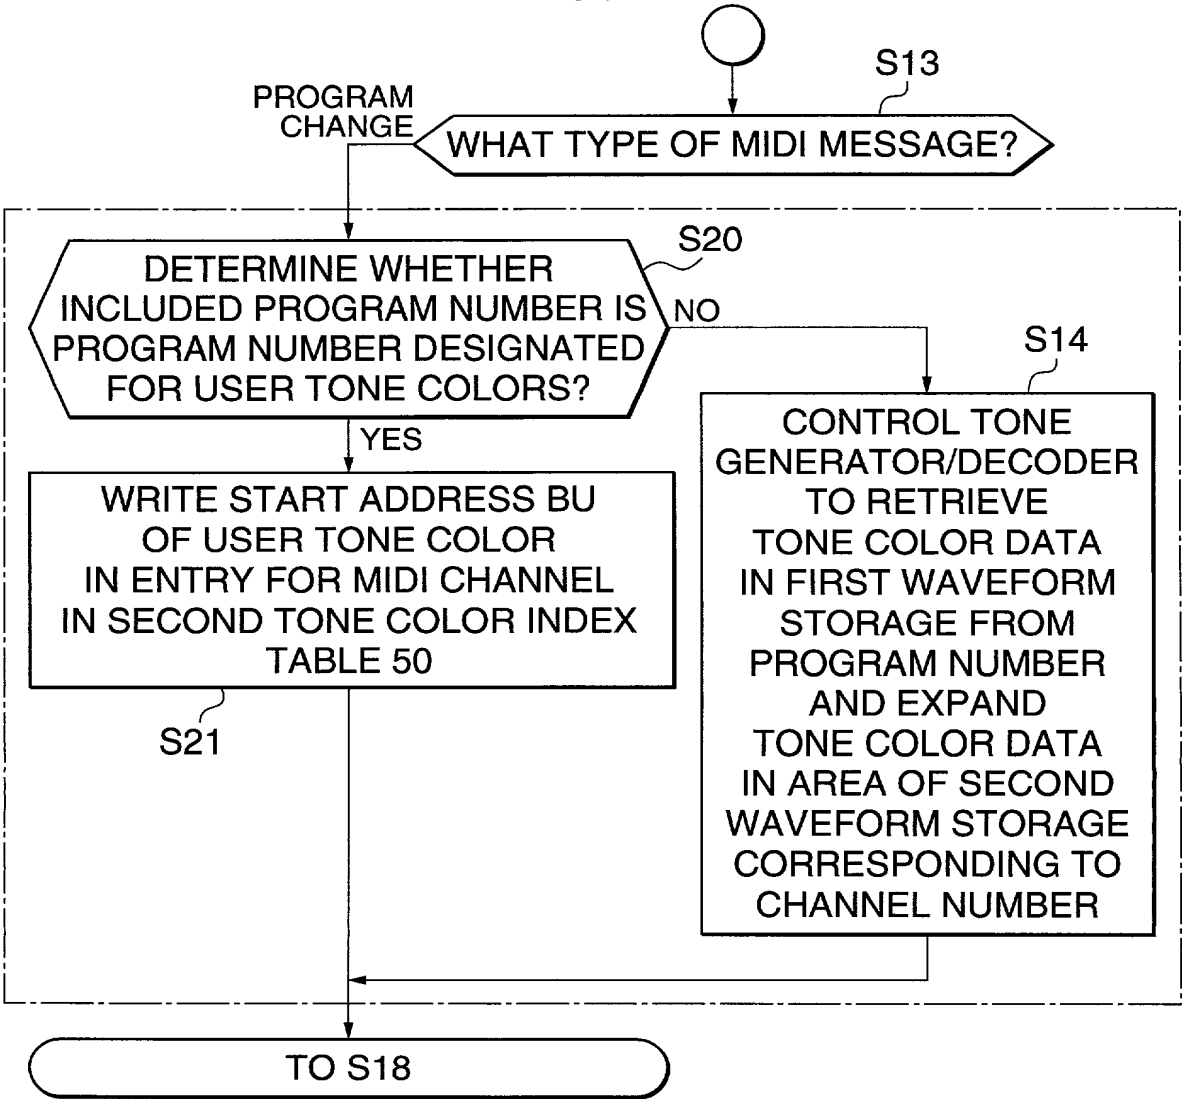 S13
PROGRAM
CHANGE
WHAT TYPE OF MIDI MESSAGE?
S20
DETERMINE WHETHER
INCLUDED PROGRAM NUMBER IS
PROGRAM NUMBER DESIGNATED
FOR USER TONE COLORS?
NO
YES
S14
CONTROL TONE
GENERATOR/DECODER
TO RETRIEVE
TONE COLOR DATA
IN FIRST WAVEFORM
STORAGE FROM
PROGRAM NUMBER
AND EXPAND
TONE COLOR DATA
IN AREA OF SECOND
WAVEFORM STORAGE
CORRESPONDING TO
CHANNEL NUMBER
WRITE START ADDRESS BU
OF USER TONE COLOR
IN ENTRY FOR MIDI CHANNEL
IN SECOND TONE COLOR INDEX
TABLE 50
S21
TO S18